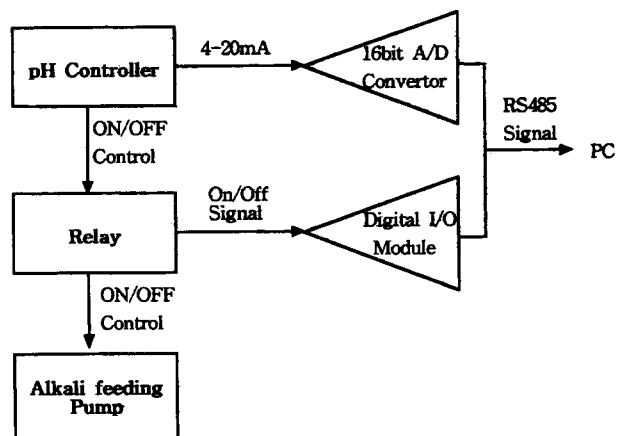 pH Controller
4-20mA
16bit A/D
Convertor
ON/OFF
Control
RS485
Signal
PC
Relay
On/Off
Signal
Digital I/O
Module
ON/OFF
Control
Alkali feeding
Pump